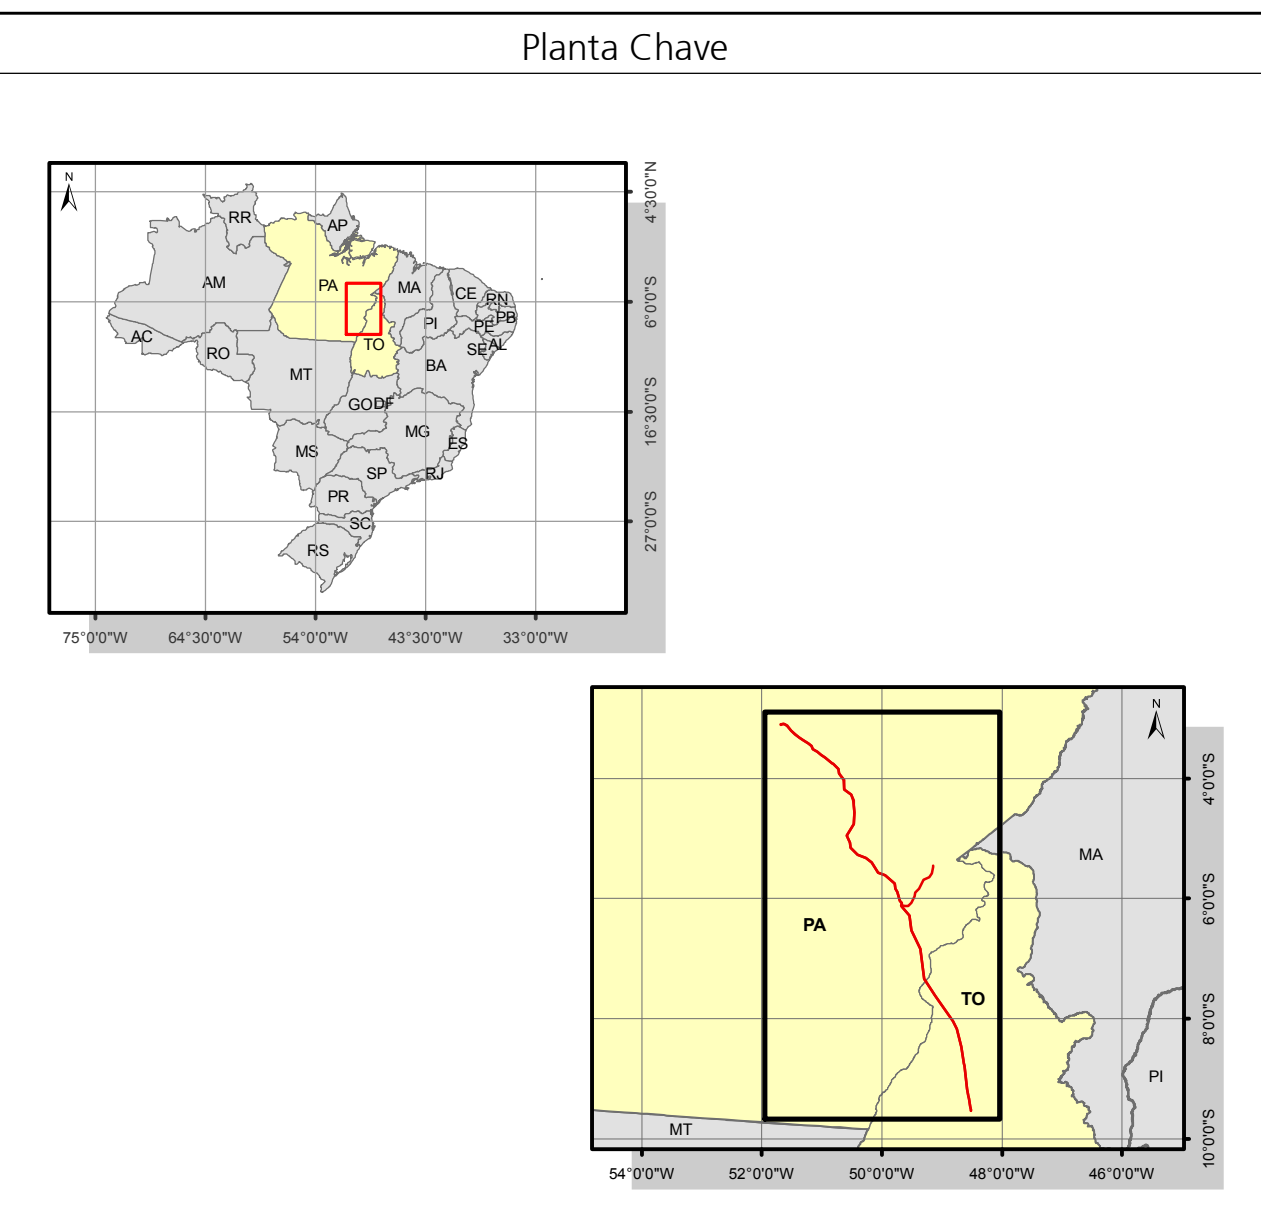 Planta Chave
N
4°30'0"N
RR
AP
AM
PA
MA
CE
RN
6°0'0"S
PB
PI
PE
AC
TO
AL
RO
SE
BA
MT
GO
DF
16°30'0"S
MG
ES
MS
SP
RJ
PR
SC
27°0'0"S
RS
75°0'0"W 64°30'0"W 54°0'0"W 43°30'0"W 33°0'0"W
N
4°0'0"S
MA
6°0'0"S
PA
TO
8°0'0"S
PI
MT
10°0'0"S
54°0'0"W 52°0'0"W 50°0'0"W 48°0'0"W 46°0'0"W